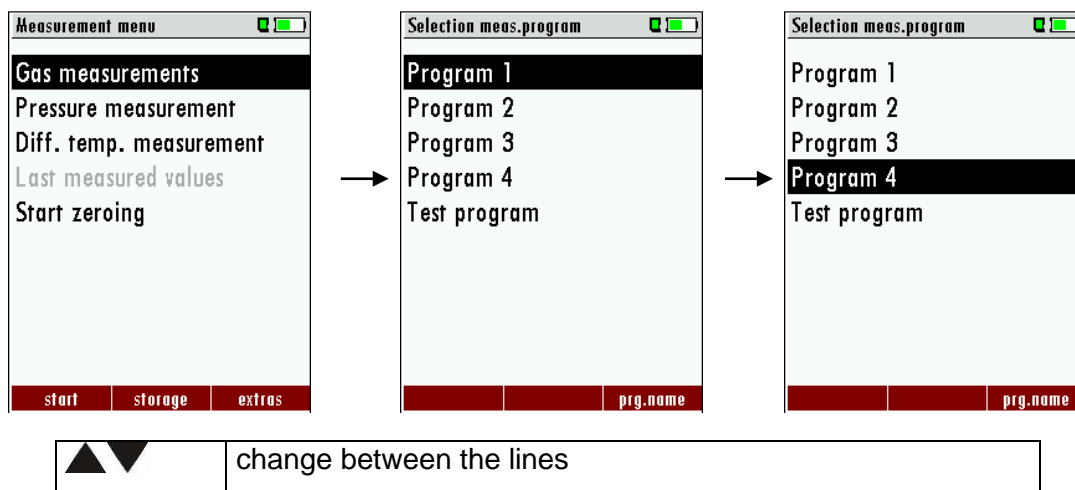 Measurement menu
Gas measurements
Pressure measurement
Diff. temp. measurement
Last measured values
Start zeroing
start storage extras
Selection meas.program
Program 1
Program 2
Program 3
Program 4
Test program
prg.name
Selection meas.program
Program 1
Program 2
Program 3
Program 4
Test program
prg.name
change between the lines